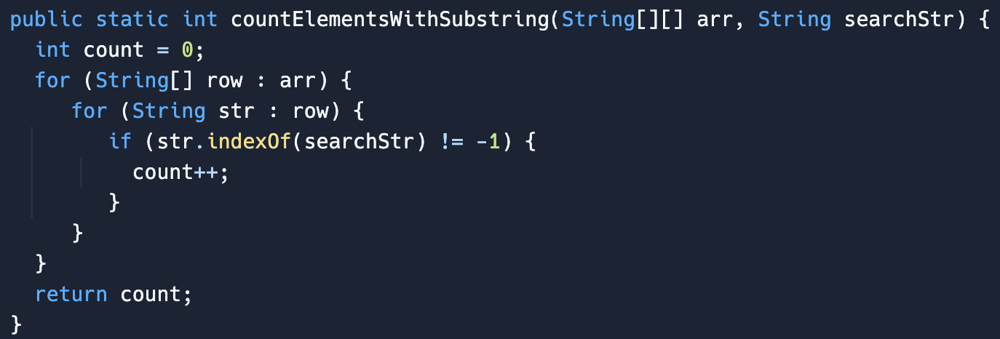 public static int countElementsWithSubstring(String[][] arr, String searchStr) {
  int count = 0;
  for (String[] row : arr) {
     for (String str : row) {
        if (str.indexOf(searchStr) != -1) {
          count++;
        }
     }
  }
  return count;
}